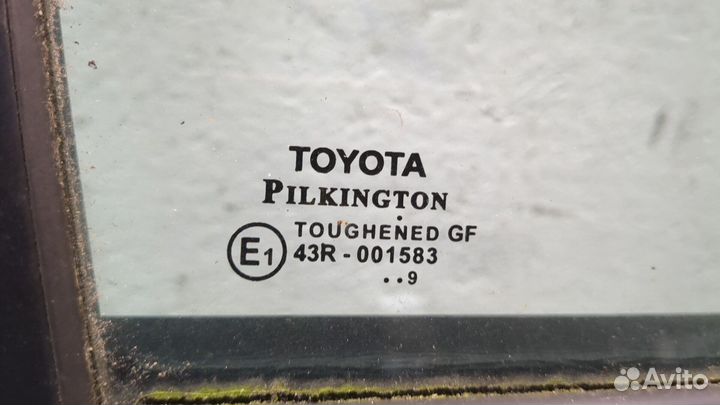 TOYOTA
PILKINGTON
TOUGHENED GF
E1 43R - 001583
..9
Avito